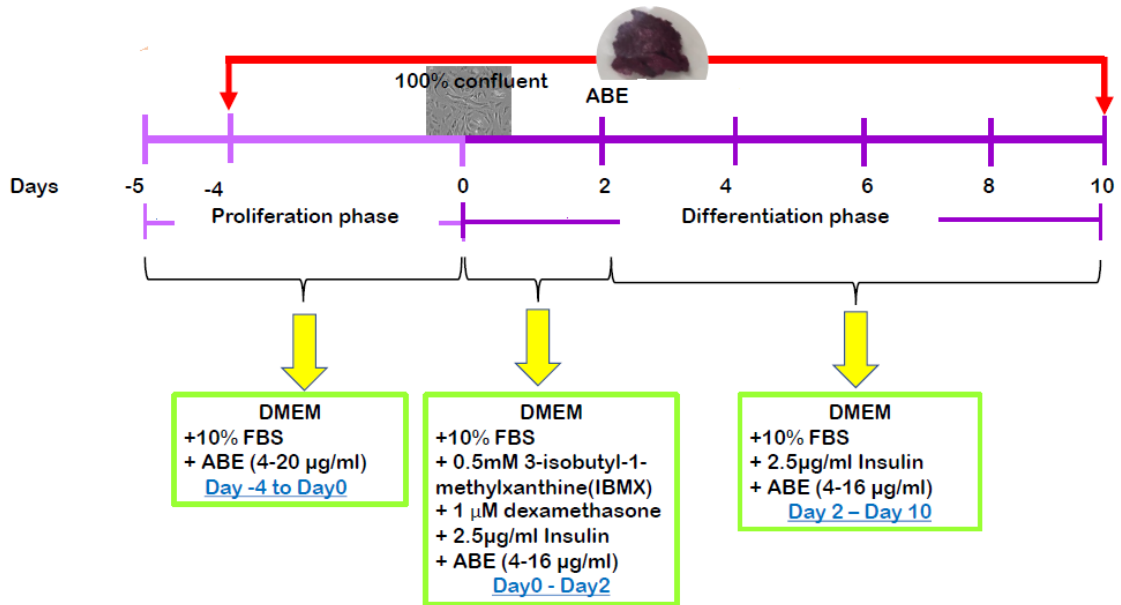 100% confluent
ABE
Days -5 -4 0 2 4 6 8 10
Proliferation phase
Differentiation phase
DMEM
+10% FBS
+ ABE (4-20 µg/ml)
Day -4 to Day0
DMEM
+10% FBS
+ 0.5mM 3-isobutyl-1-
methylxanthine(IBMX)
+ 1 μM dexamethasone
+ 2.5µg/ml Insulin
+ ABE (4-16 µg/ml)
Day0 - Day2
DMEM
+10% FBS
+ 2.5µg/ml Insulin
+ ABE (4-16 µg/ml)
Day 2 – Day 10